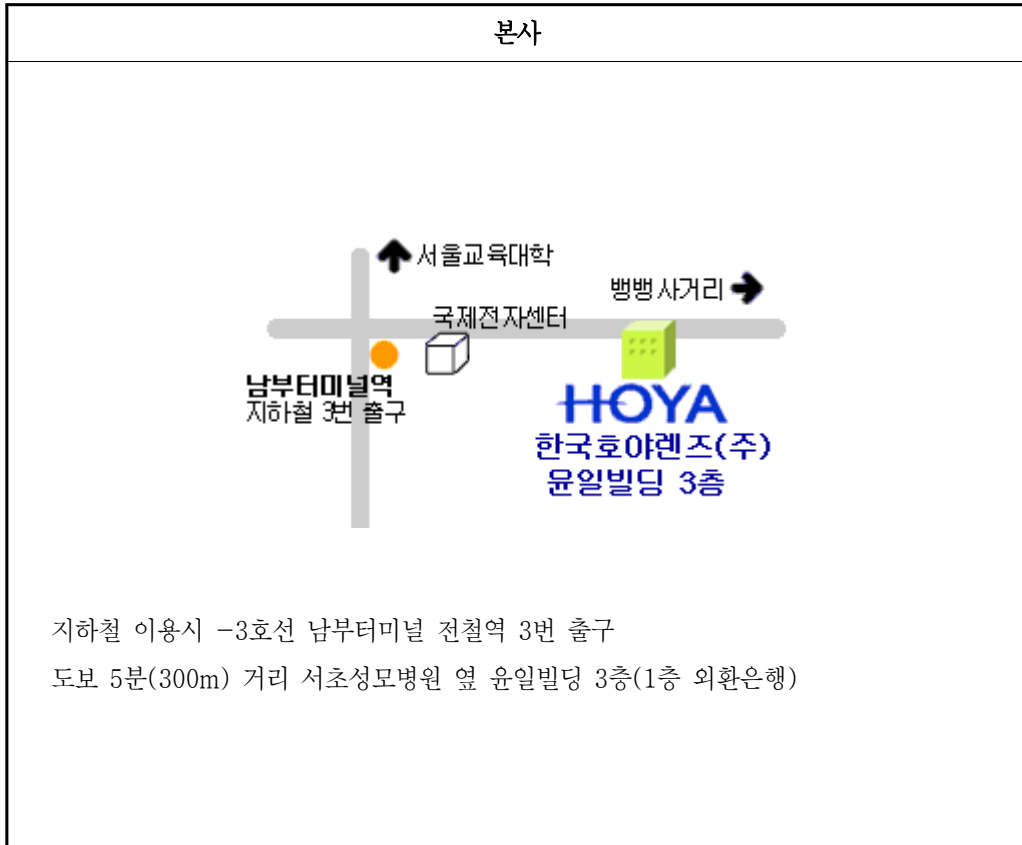 본사
서울교육대학
뱅뱅사거리
국제전자센터
남부터미널역
지하철 3번 출구
HOYA
한국호야렌즈(주)
윤일빌딩 3층
지하철 이용시 -3호선 남부터미널 전철역 3번 출구
도보 5분(300m) 거리 서초성모병원 옆 윤일빌딩 3층(1층 외환은행)